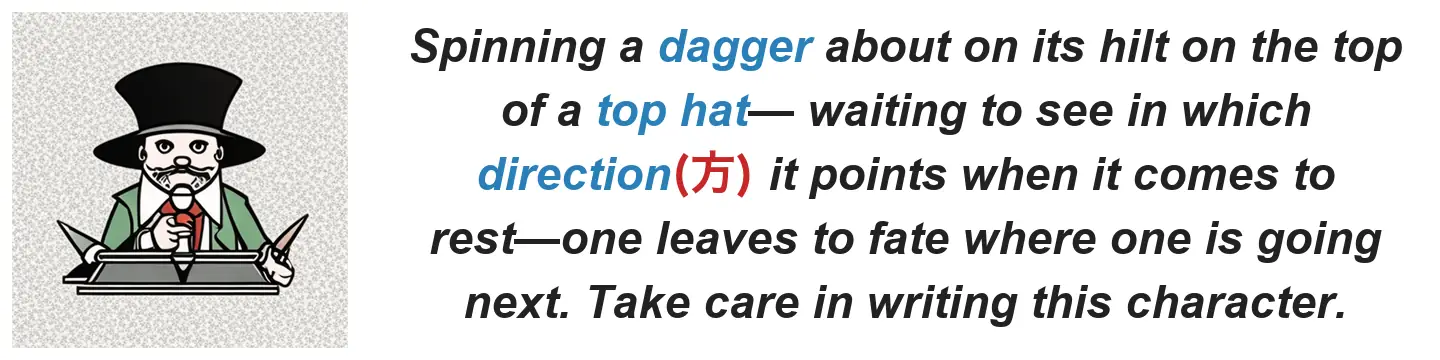 Spinning a dagger about on its hilt on the top
of a top hat— waiting to see in which
direction(方) it points when it comes to
rest—one leaves to fate where one is going
next. Take care in writing this character.